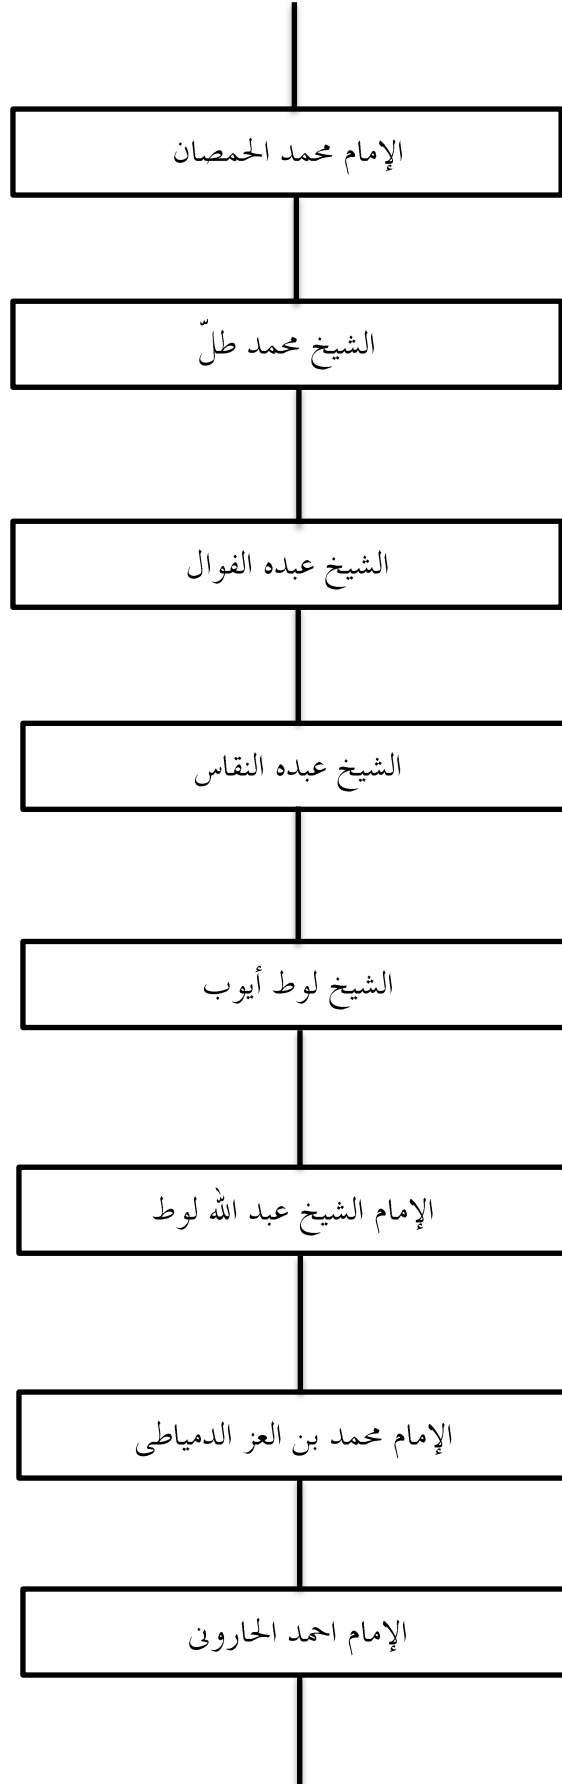 الإمام محمد الحمصان
الشيخ محمد طلّ
الشيخ عبده الفوال
الشيخ عبده النقاس
الشيخ لوط أيوب
الإمام الشيخ عبد الله لوط
الإمام محمد بن العز الدمياطى
الإمام احمد الحارونى